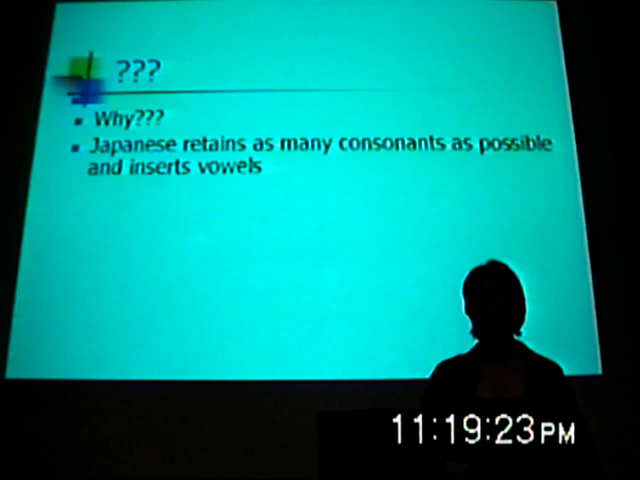 ???
Why???
Japanese retains as many consonants as possible
and inserts vowels
11:19:23PM